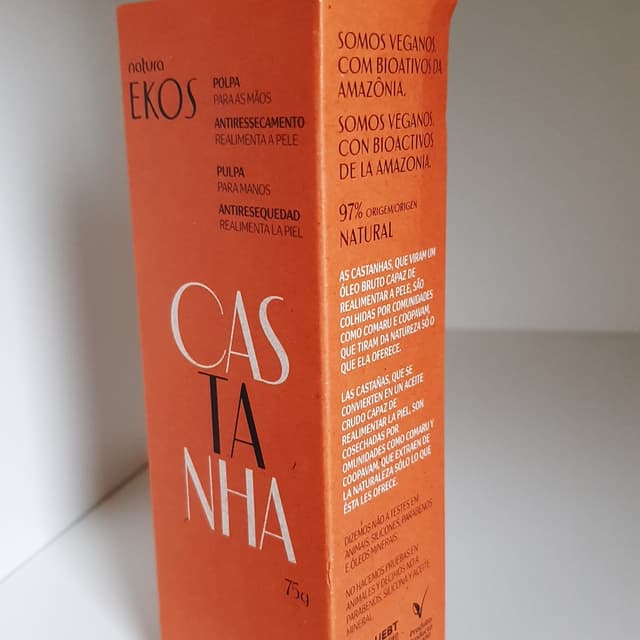 natura
EKOS
POLPA
PARA AS MÃOS
ANTIRESSECAMENTO
REALIMENTA A PELE
PULPA
PARA MANOS
ANTIRESEQUEDAD
REALIMENTA LA PIEL
CAS
TA
NHA
75g
SOMOS VEGANOS,
COM BIOATIVOS DA
AMAZÔNIA.
SOMOS VEGANOS,
CON BIOACTIVOS
DE LA AMAZONIA.
97% ORIGEM/ORIGEN
NATURAL
AS CASTANHAS, QUE VIRAM UM
ÓLEO BRUTO CAPAZ DE
REALIMENTAR A PELE, SÃO
COLHIDAS POR COMUNIDADES
COMO COMARU E COOPAVAM,
QUE TIRAM DA NATUREZA SÓ O
QUE ELA OFERECE.
LAS CASTAÑAS, QUE SE
CONVIERTEN EN UN ACEITE
CRUDO CAPAZ DE
REALIMENTAR LA PIEL, SON
COSECHADAS POR
OMUNIDADES COMO COMARU Y
COOPAVAM, QUE EXTRAEN DE
LA NATURALEZA SÓLO LO QUE
ÉSTA LES OFRECE.
DIZEMOS NÃO A TESTES EM
ANIMAIS, SILICONES, PARABENOS
E ÓLEOS MINERAIS.
NO HACEMOS PRUEBAS EN
ANIMALES Y DECIMOS NO A
PARABENOS, SILICONA Y ACEITE
MINERAL.
UEBT
Produto